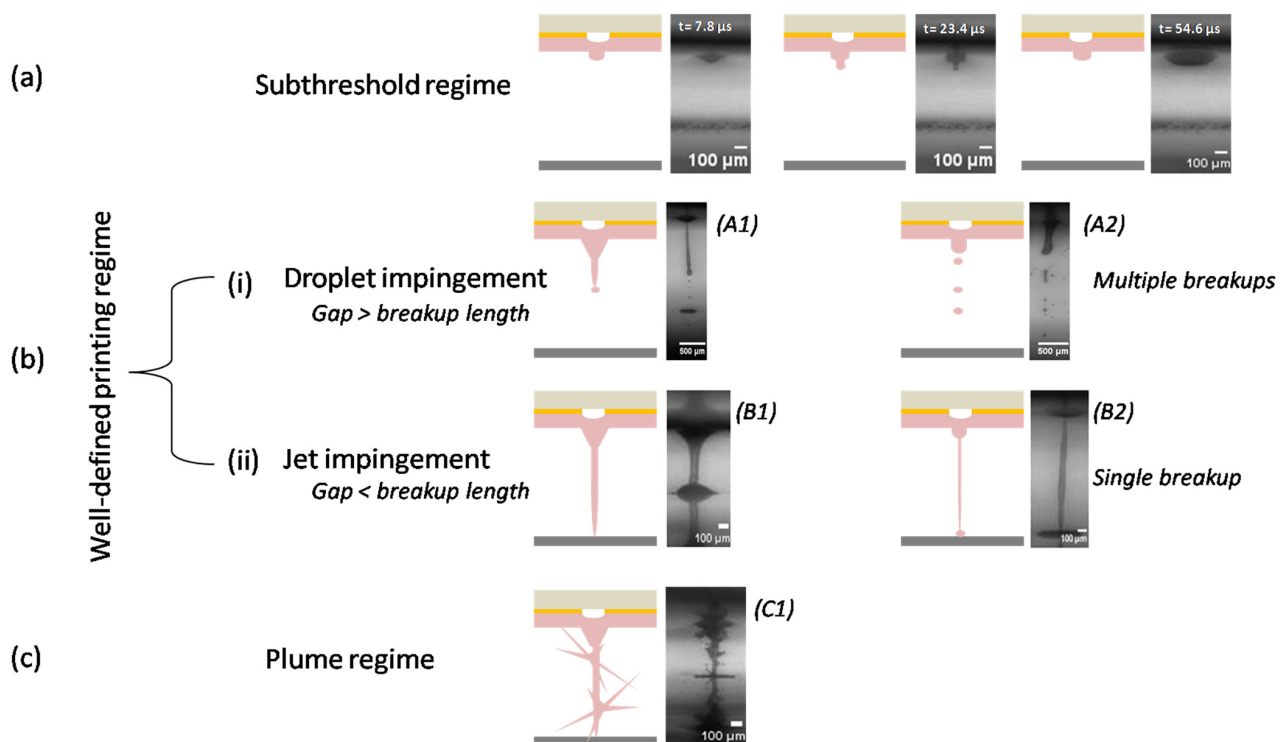 (a)
Subthreshold regime
t= 7.8 µs
100 µm
t= 23.4 µs
100 µm
t= 54.6 µs
100 µm
(b)
Well-defined printing regime
(i)
Droplet impingement
Gap > breakup length
(A1)
500 µm
(A2)
500 µm
Multiple breakups
(ii)
Jet impingement
Gap < breakup length
(B1)
100 µm
(B2)
100 µm
Single breakup
(c)
Plume regime
(C1)
100 µm